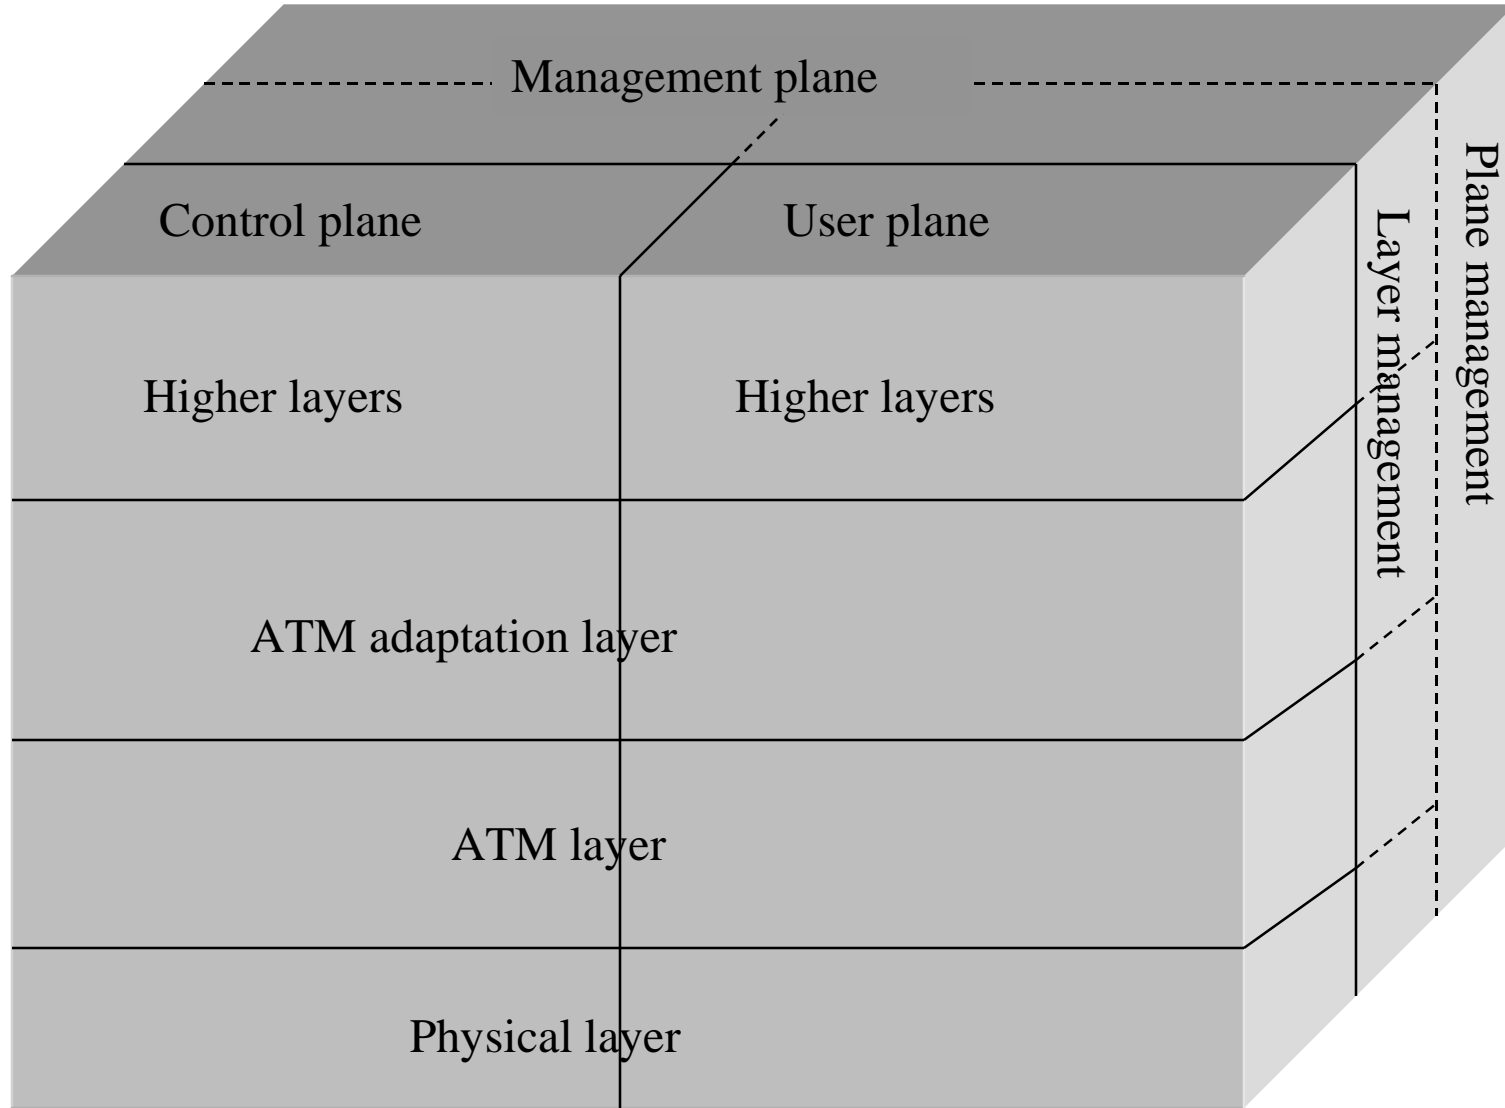 Management plane
Control plane
User plane
Higher layers
Higher layers
ATM adaptation layer
ATM layer
Physical layer
Layer management
Plane management